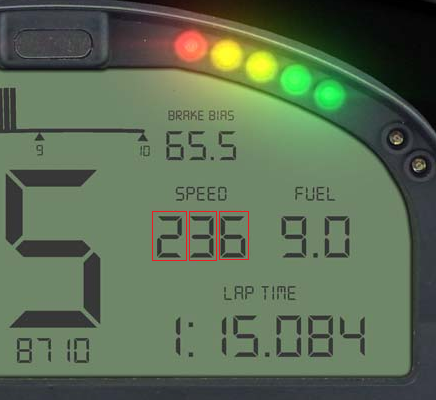 BRAKE BIAS
9 10 65.5
SPEED FUEL
5 236 9.0
LAP TIME
8710 1:15.084